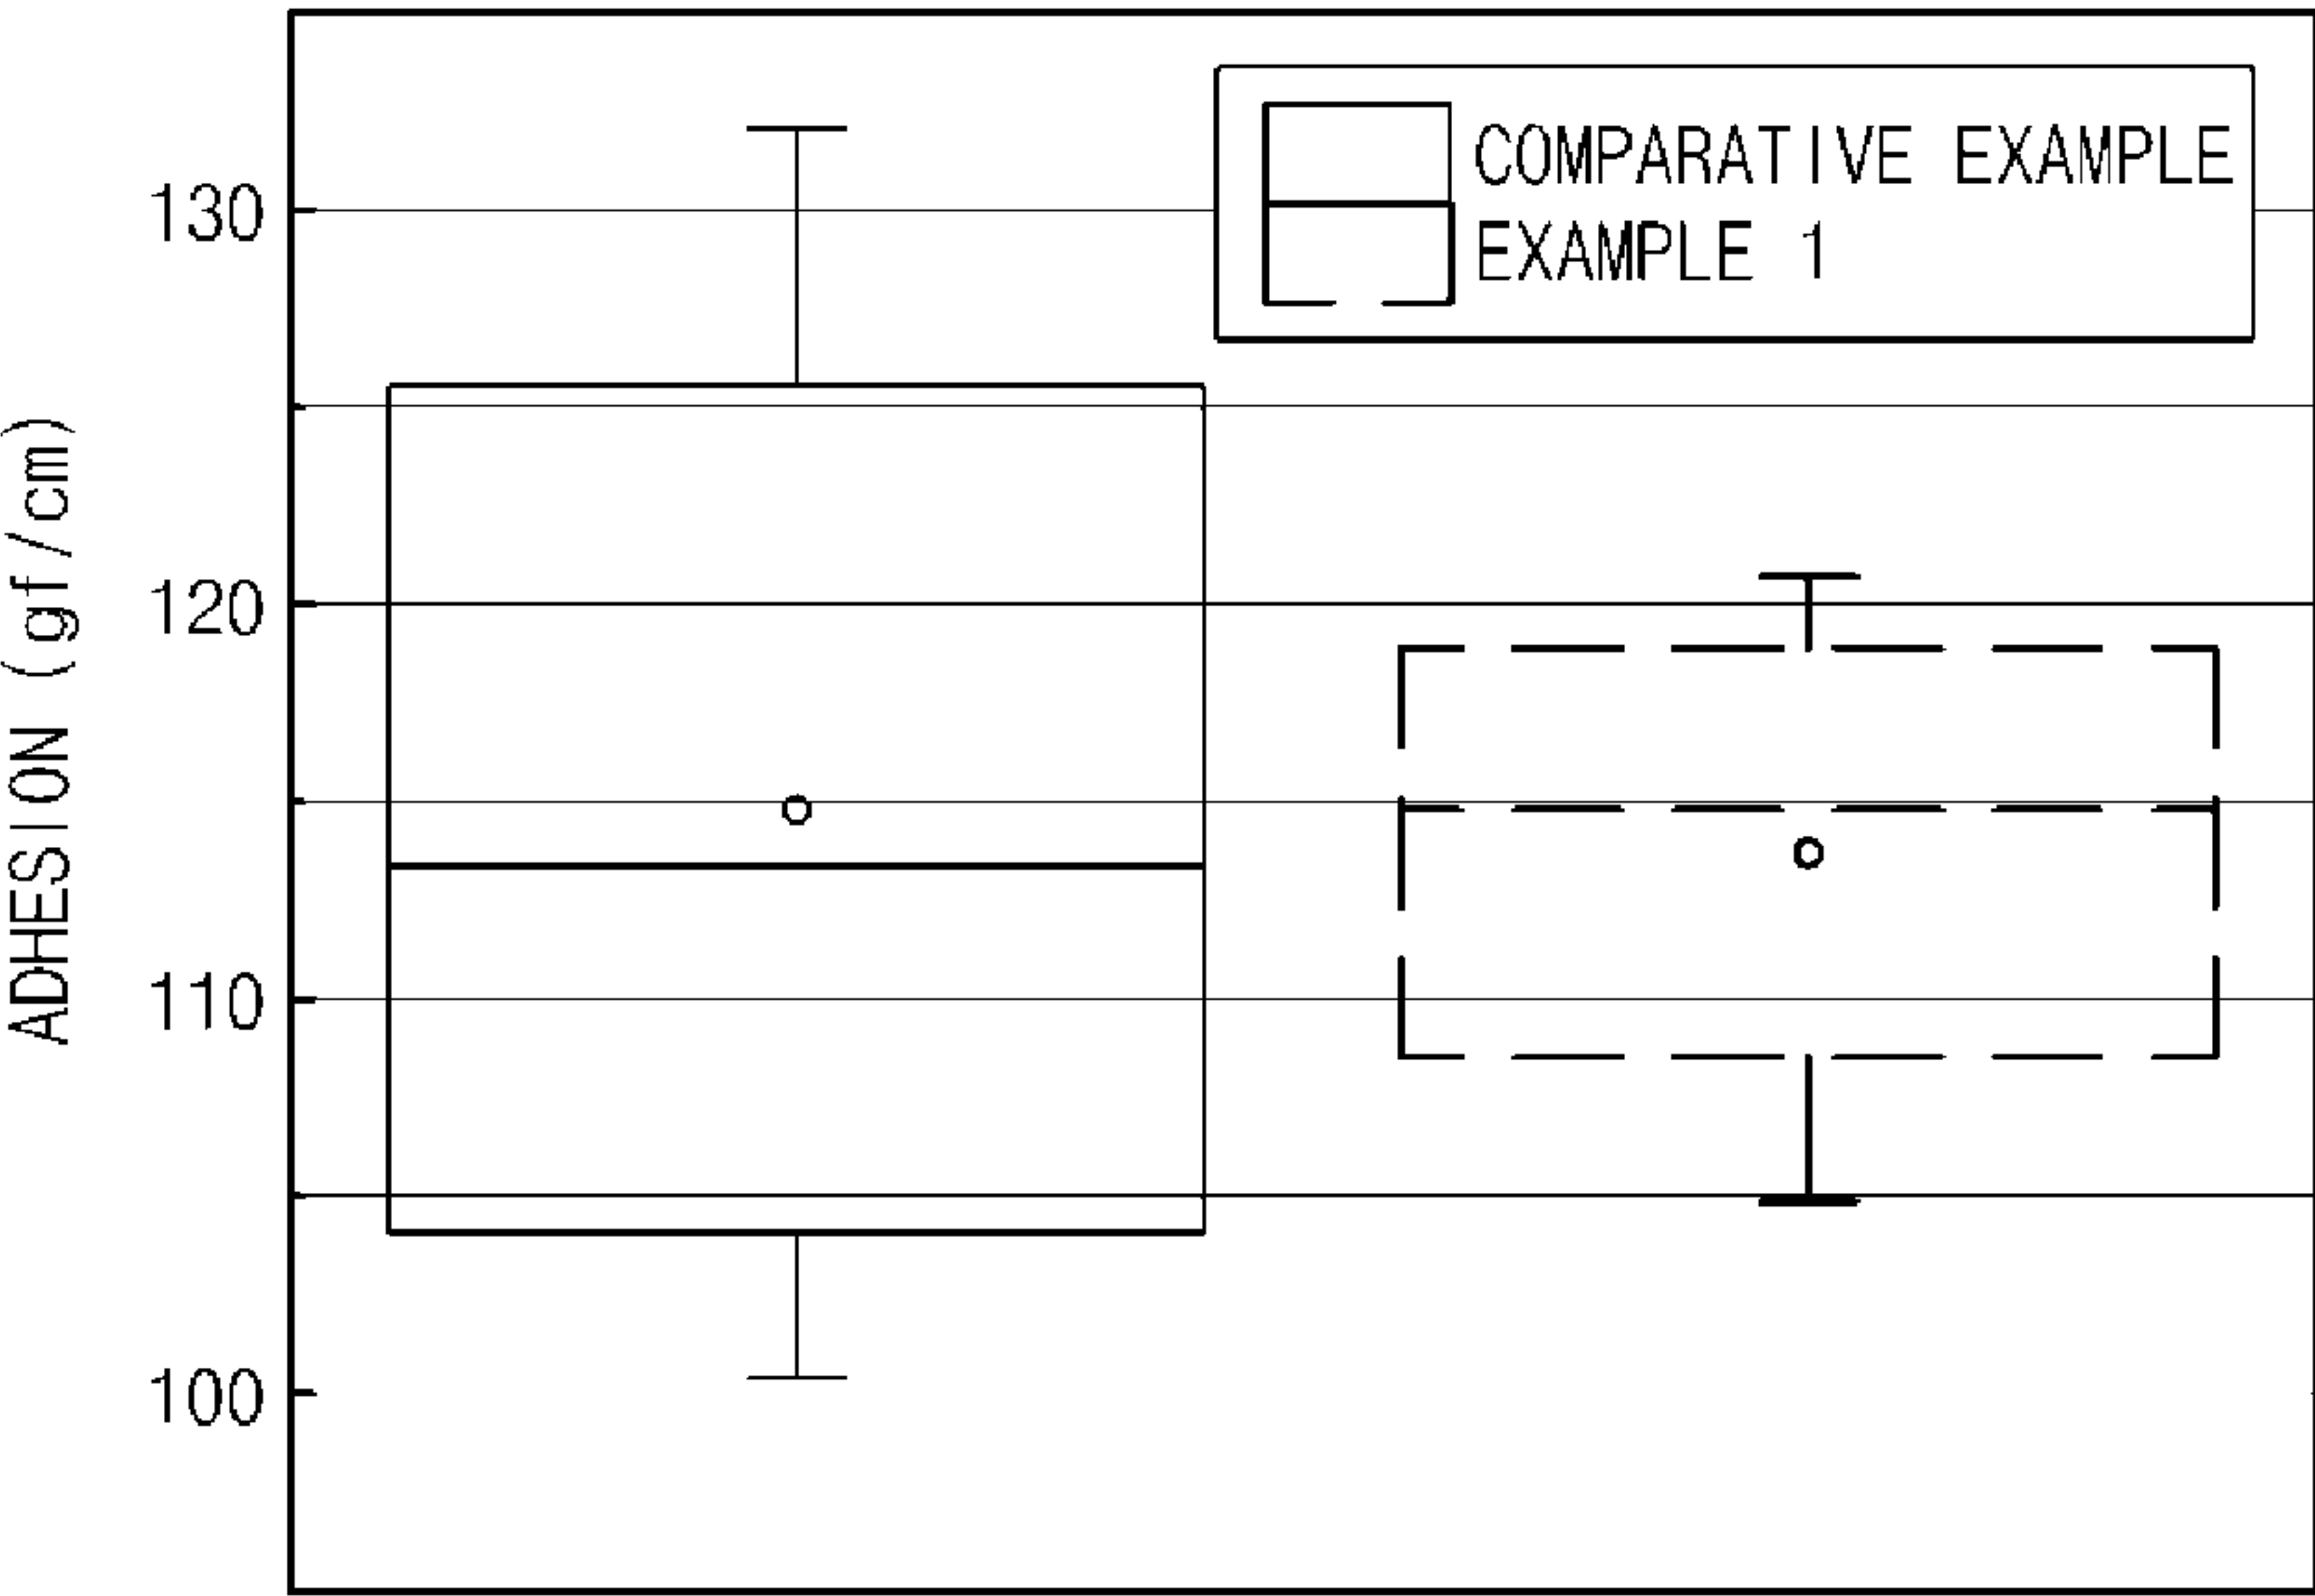 COMPARATIVE EXAMPLE
EXAMPLE 1
130
120
110
100
ADHESION (gf/cm)